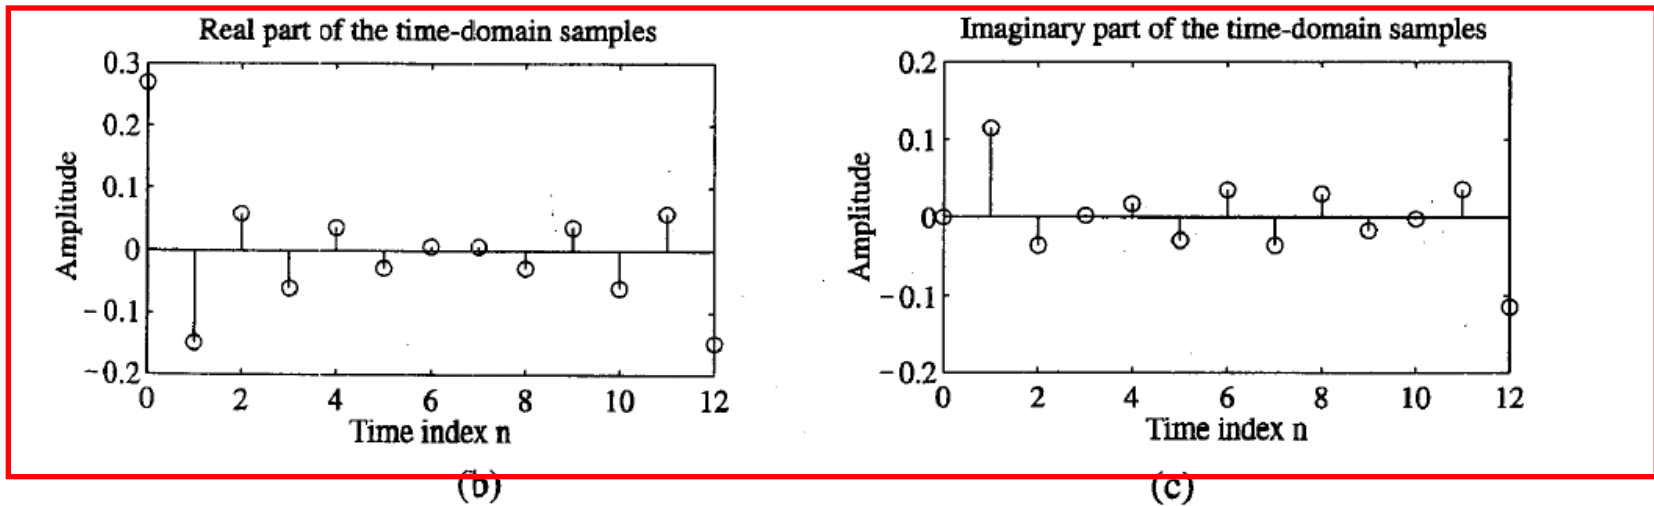 Real part of the time-domain samples
0.3
0.2
0.1
0
-0.1
-0.2
Amplitude
0 2 4 6 8 10 12
Time index n
(b)
Imaginary part of the time-domain samples
0.2
0.1
0
-0.1
-0.2
Amplitude
0 2 4 6 8 10 12
Time index n
(c)